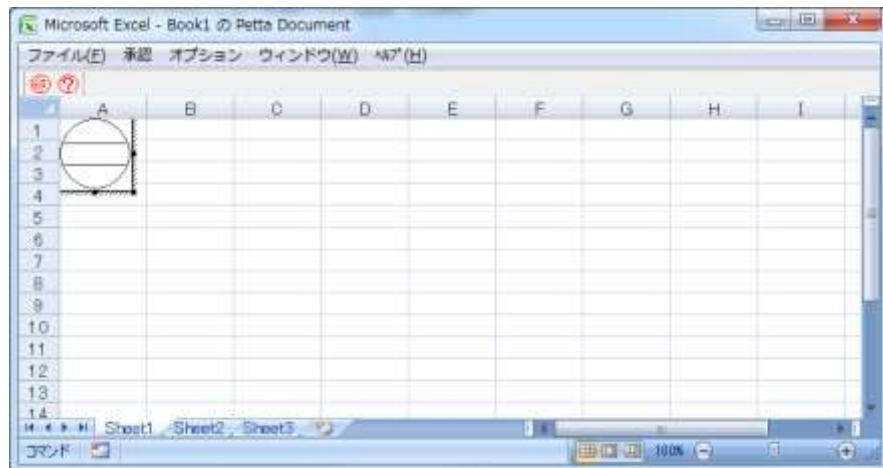 Microsoft Excel - Book1 の Petta Document
ファイル(F) 承認 オプション ウィンドウ(W) ヘルプ(H)
A B C D E F G H I
1
2
3
4
5
6
7
8
9
10
11
12
13
14
Sheet1 Sheet2 Sheet3
コマンド 100%